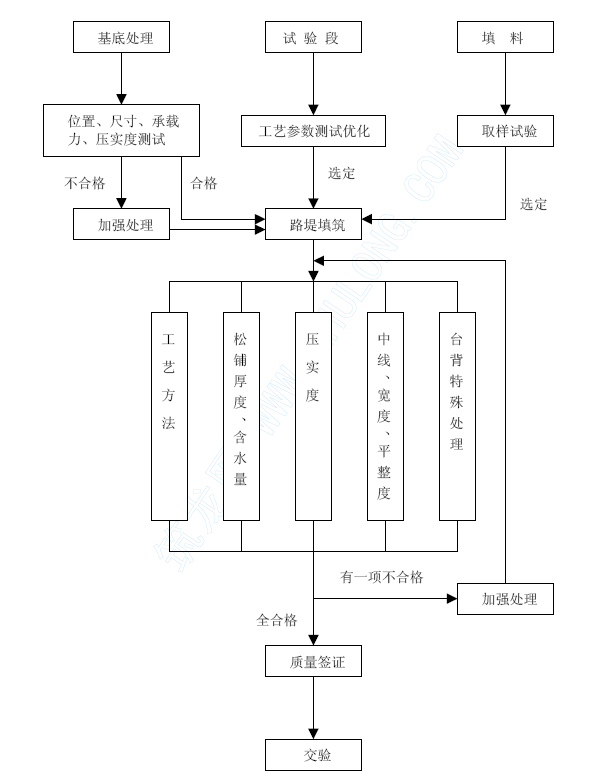 基底处理
试 验 段
填 料
位置、尺寸、承载
力、压实度测试
工艺参数测试优化
取样试验
不合格
合格
选定
选定
加强处理
路堤填筑
工艺方法
松铺厚度、含水量
压实度
中线、宽度、平整度
台背特殊处理
有一项不合格
加强处理
全合格
质量签证
交验